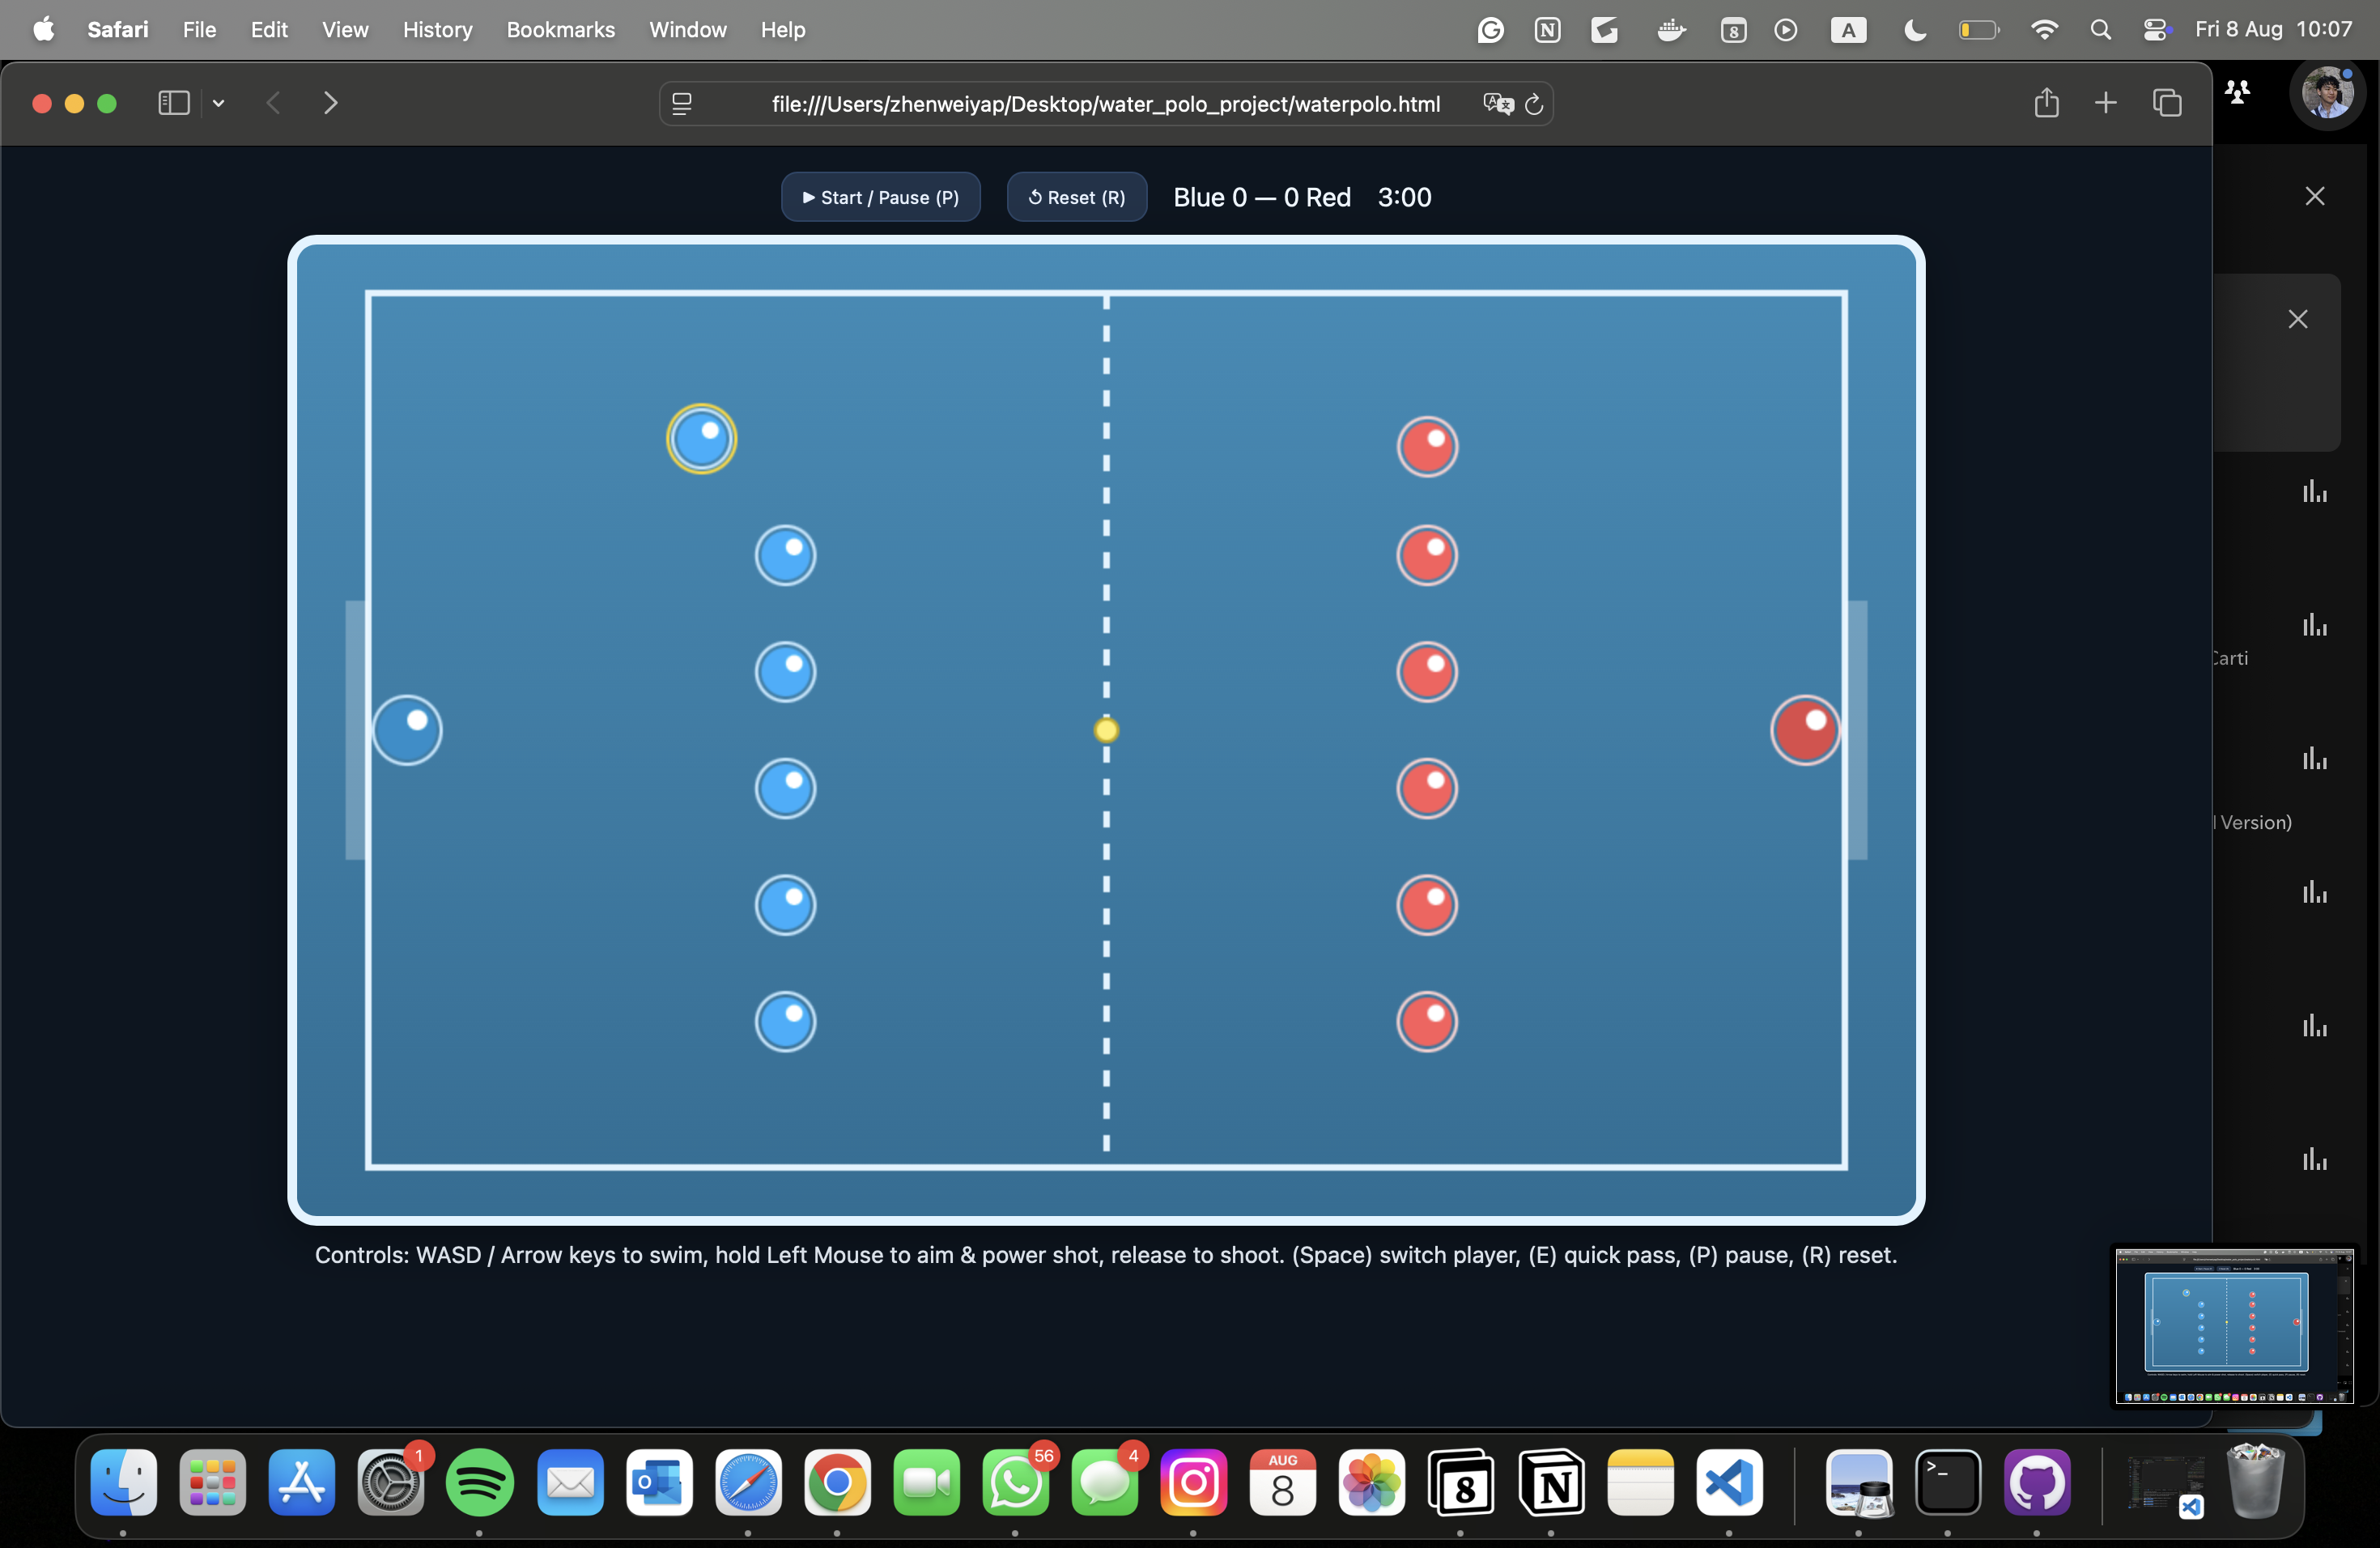 Safari File Edit View History Bookmarks Window Help
8 A Fri 8 Aug 10:07
file:///Users/zhenweiyap/Desktop/water_polo_project/waterpolo.html
Start / Pause (P) Reset (R) Blue 0 — 0 Red 3:00
Carti
Version)
Controls: WASD / Arrow keys to swim, hold Left Mouse to aim & power shot, release to shoot. (Space) switch player, (E) quick pass, (P) pause, (R) reset.
1 56 4
AUG
8
8
>_